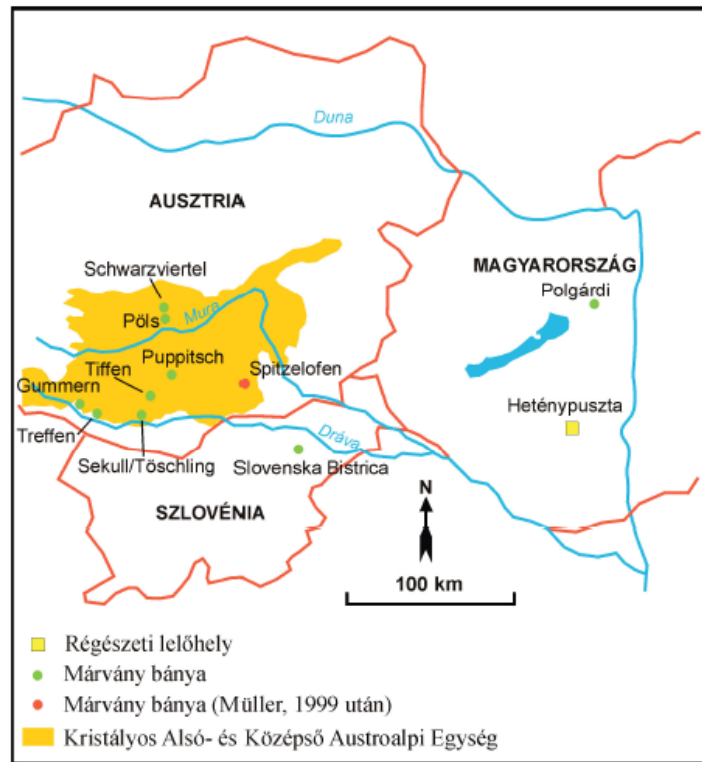 Duna
AUSZTRIA
Schwarzviertel
MAGYARORSZÁG
Polgárdi
Mura
Pöls
Puppitsch
Tiffen
Spitzelofen
Gummern
Heténypuszta
Treffen
Dráva
Sekull/Töschling
Slovenska Bistrica
N
SZLOVÉNIA
100 km
Régészeti lelőhely
Márvány bánya
Márvány bánya (Müller, 1999 után)
Kristályos Alsó- és Középső Austroalpi Egység